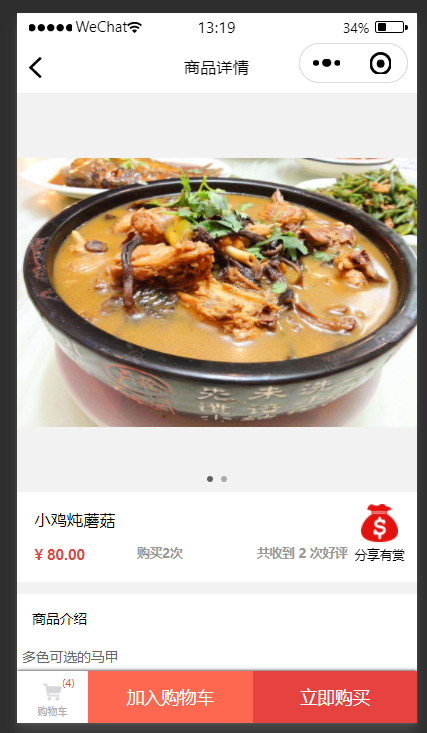 WeChat 13:19 34%
商品详情
小鸡炖蘑菇
¥ 80.00 购买2次 共收到 2 次好评 分享有赏
商品介绍
多色可选的马甲
(4)
购物车 加入购物车 立即购买